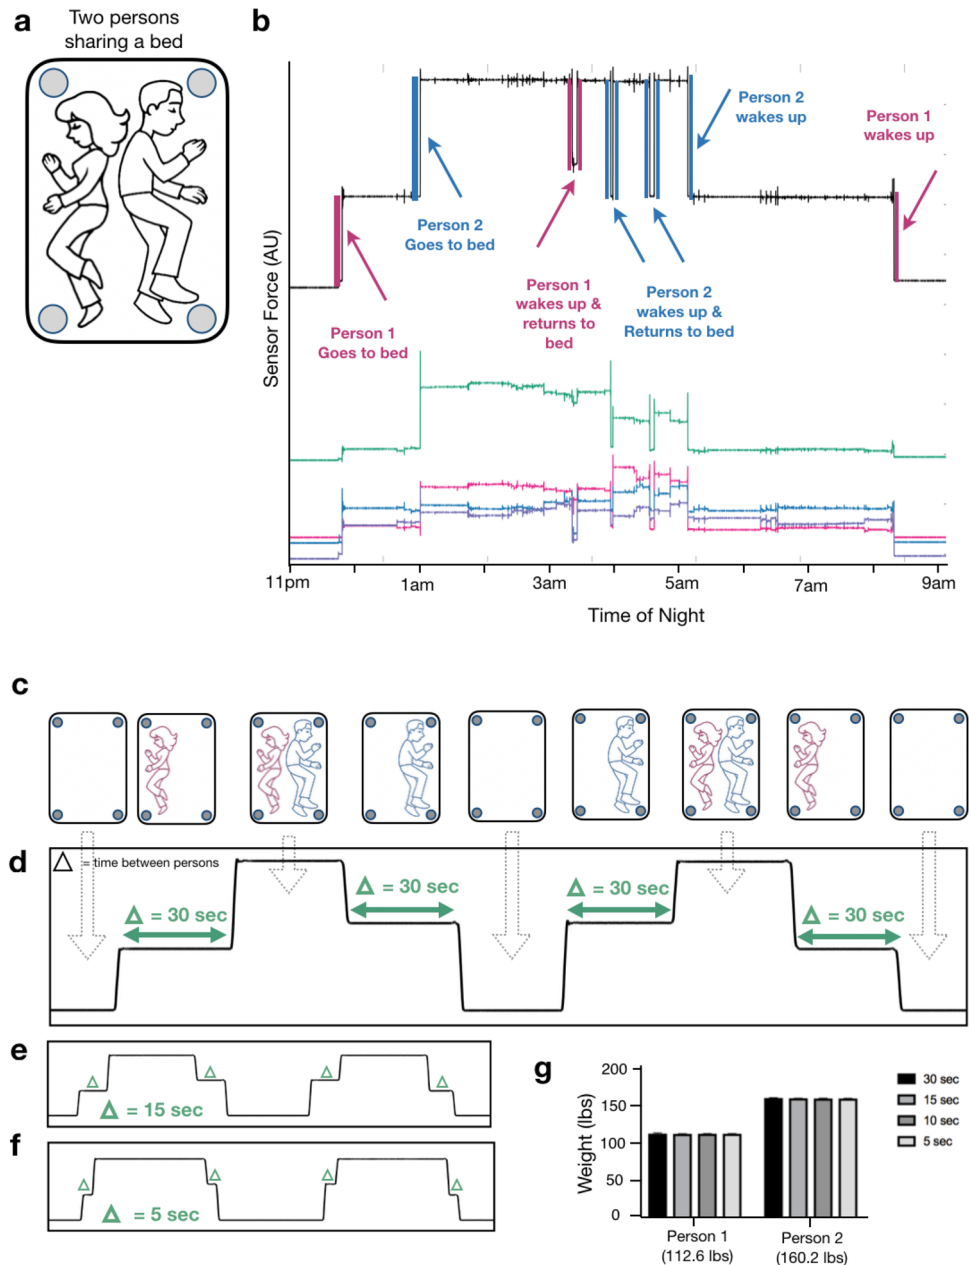 a
Two persons
sharing a bed
b
Sensor Force (AU)
Person 2
wakes up
Person 1
wakes up
Person 2
Goes to bed
Person 1
wakes up &
returns to
bed
Person 2
wakes up &
Returns to bed
Person 1
Goes to bed
11pm
1am
3am
5am
7am
9am
Time of Night
c
d
Δ = time between persons
Δ = 30 sec
Δ = 30 sec
Δ = 30 sec
Δ = 30 sec
e
Δ
Δ
Δ
Δ
Δ = 15 sec
f
Δ
Δ
Δ
Δ
Δ = 5 sec
g
Weight (lbs)
200
150
100
50
0
30 sec
15 sec
10 sec
5 sec
Person 1
(112.6 lbs)
Person 2
(160.2 lbs)